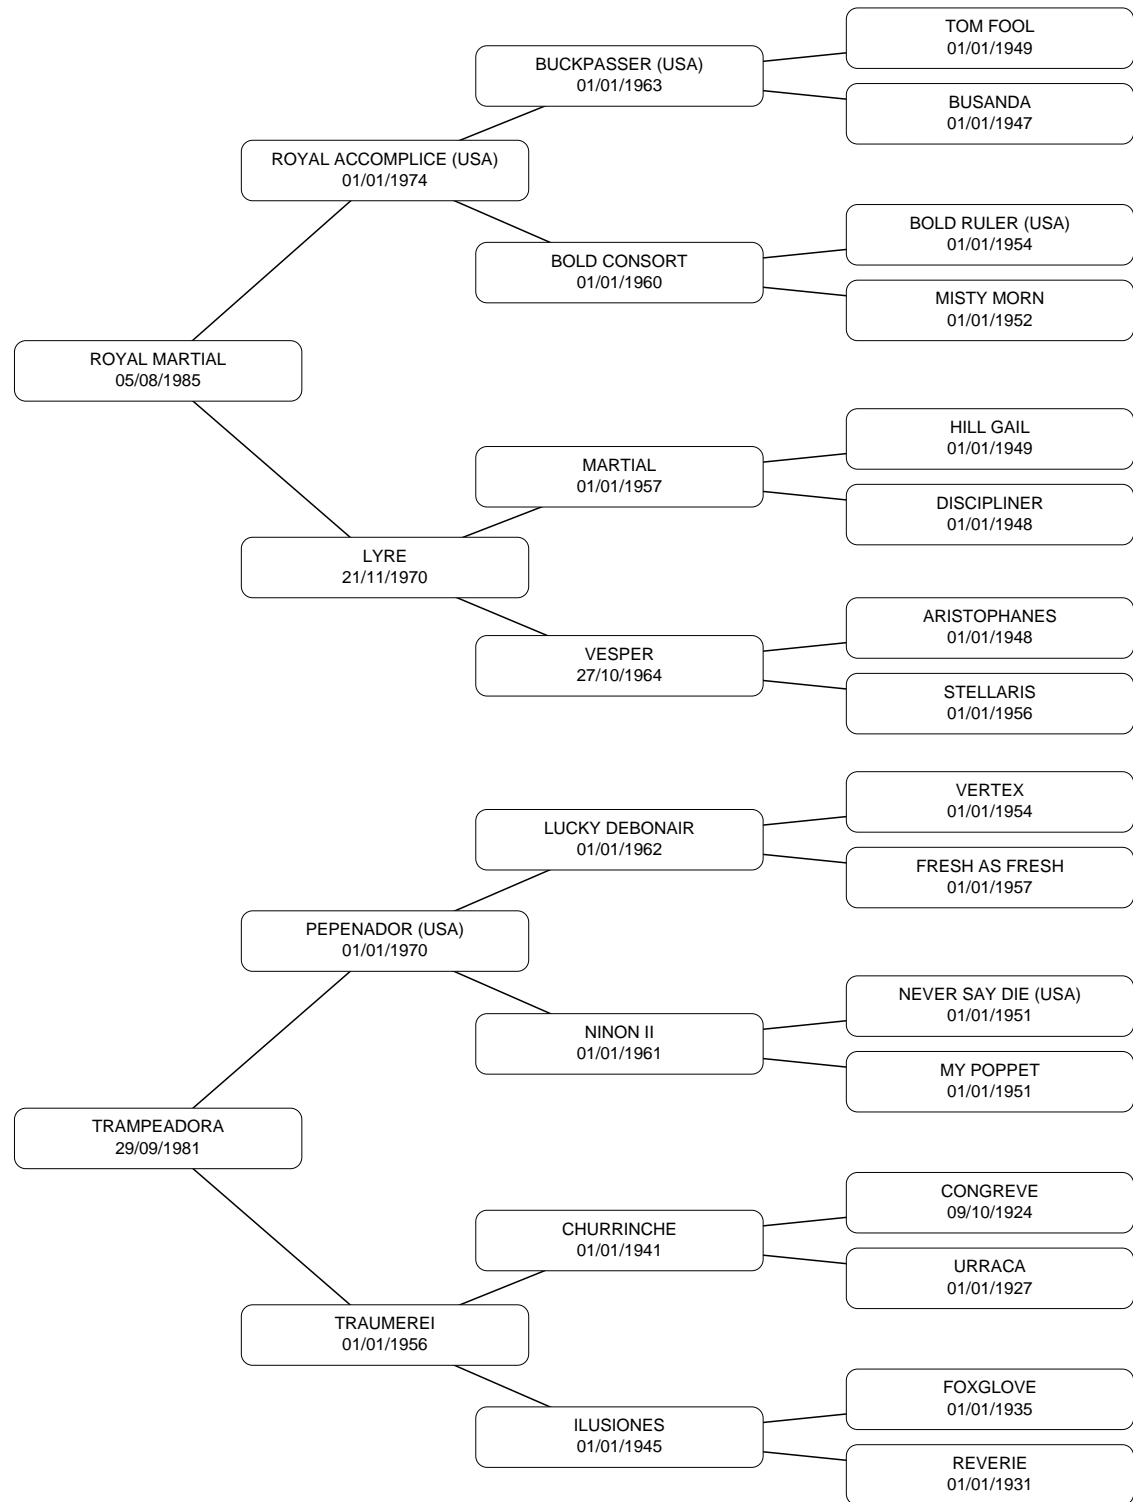 TOM FOOL
01/01/1949
BUCKPASSER (USA)
01/01/1963
BUSANDA
01/01/1947
ROYAL ACCOMPLICE (USA)
01/01/1974
BOLD RULER (USA)
01/01/1954
BOLD CONSORT
01/01/1960
MISTY MORN
01/01/1952
ROYAL MARTIAL
05/08/1985
HILL GAIL
01/01/1949
MARTIAL
01/01/1957
DISCIPLINER
01/01/1948
LYRE
21/11/1970
ARISTOPHANES
01/01/1948
VESPER
27/10/1964
STELLARIS
01/01/1956
VERTEX
01/01/1954
LUCKY DEBONAIR
01/01/1962
FRESH AS FRESH
01/01/1957
PEPENADOR (USA)
01/01/1970
NEVER SAY DIE (USA)
01/01/1951
NINON II
01/01/1961
MY POPPET
01/01/1951
TRAMPEADORA
29/09/1981
CONGREVE
09/10/1924
CHURRINCHE
01/01/1941
URRACA
01/01/1927
TRAUMEREI
01/01/1956
FOXGLOVE
01/01/1935
ILUSIONES
01/01/1945
REVERIE
01/01/1931